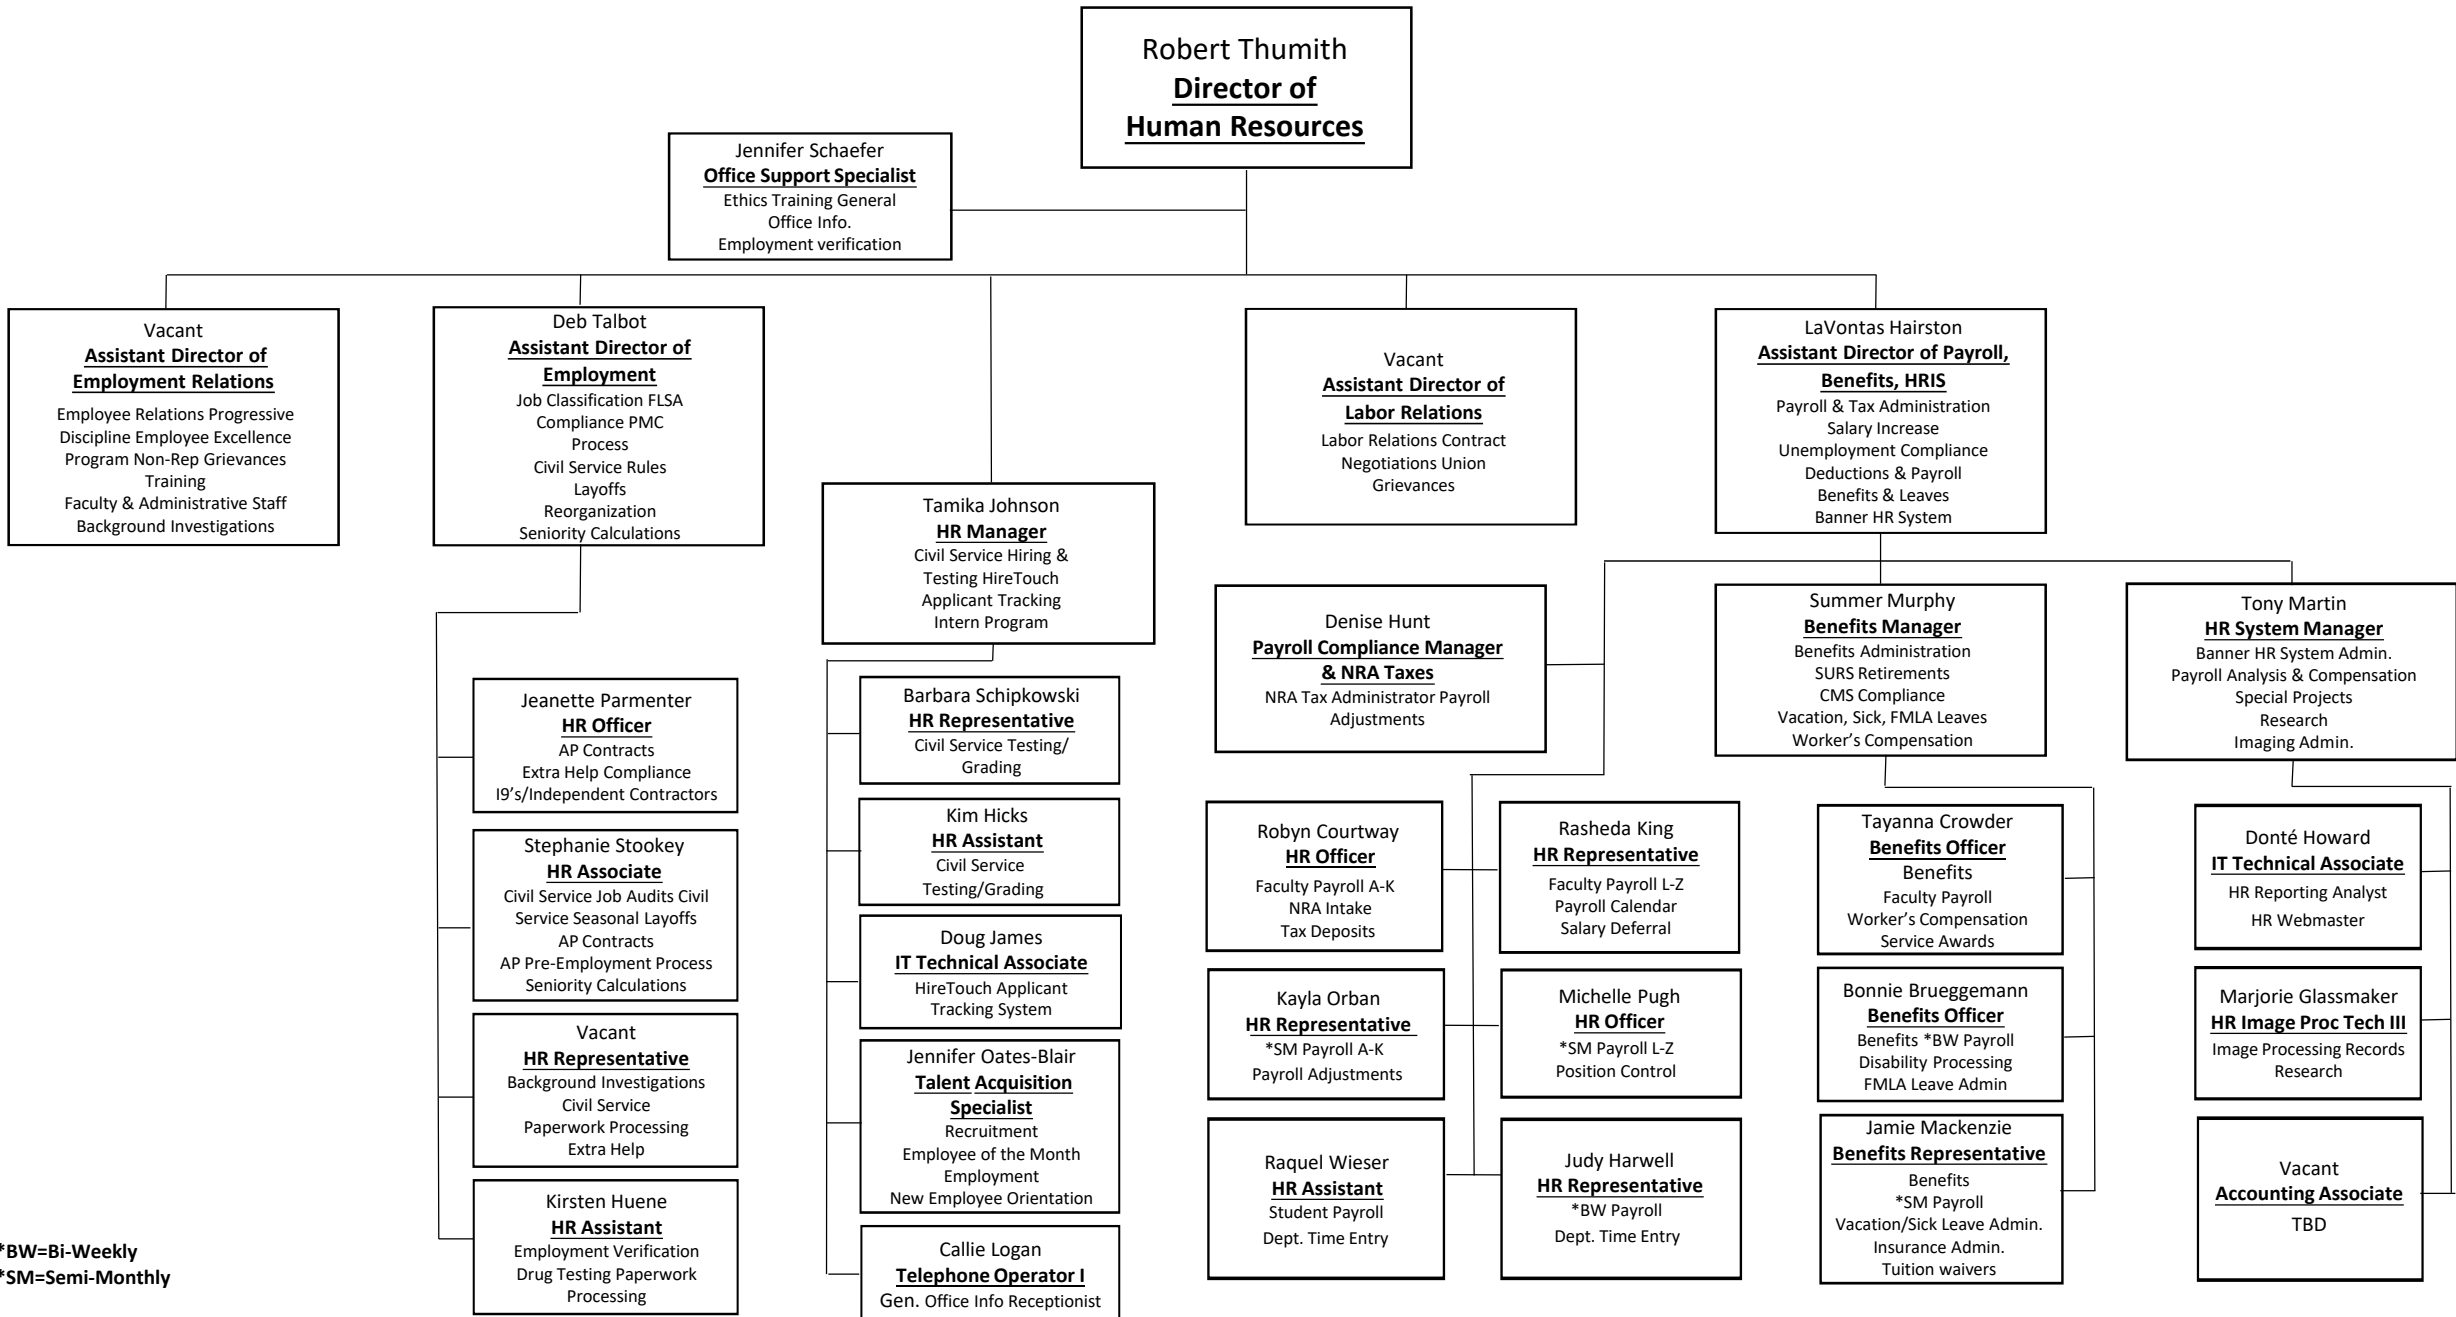 Robert Thumith
Director of
Human Resources
Jennifer Schaefer
Office Support Specialist
Ethics Training General
Office Info.
Employment verification
Vacant
Assistant Director of
Employment Relations
Employee Relations Progressive
Discipline Employee Excellence
Program Non-Rep Grievances
Training
Faculty & Administrative Staff
Background Investigations
Deb Talbot
Assistant Director of
Employment
Job Classification FLSA
Compliance PMC
Process
Civil Service Rules
Layoffs
Reorganization
Seniority Calculations
Tamika Johnson
HR Manager
Civil Service Hiring &
Testing HireTouch
Applicant Tracking
Intern Program
Vacant
Assistant Director of
Labor Relations
Labor Relations Contract
Negotiations Union
Grievances
LaVontas Hairston
Assistant Director of Payroll,
Benefits, HRIS
Payroll & Tax Administration
Salary Increase
Unemployment Compliance
Deductions & Payroll
Benefits & Leaves
Banner HR System
Jeanette Parmenter
HR Officer
AP Contracts
Extra Help Compliance
I9's/Independent Contractors
Stephanie Stookey
HR Associate
Civil Service Job Audits Civil
Service Seasonal Layoffs
AP Contracts
AP Pre-Employment Process
Seniority Calculations
Vacant
HR Representative
Background Investigations
Civil Service
Paperwork Processing
Extra Help
Kirsten Huene
HR Assistant
Employment Verification
Drug Testing Paperwork
Processing
Barbara Schipkowski
HR Representative
Civil Service Testing/
Grading
Kim Hicks
HR Assistant
Civil Service
Testing/Grading
Doug James
IT Technical Associate
HireTouch Applicant
Tracking System
Jennifer Oates-Blair
Talent Acquisition
Specialist
Recruitment
Employee of the Month
Employment
New Employee Orientation
Callie Logan
Telephone Operator I
Gen. Office Info Receptionist
Denise Hunt
Payroll Compliance Manager
& NRA Taxes
NRA Tax Administrator Payroll
Adjustments
Summer Murphy
Benefits Manager
Benefits Administration
SURS Retirements
CMS Compliance
Vacation, Sick, FMLA Leaves
Worker's Compensation
Tony Martin
HR System Manager
Banner HR System Admin.
Payroll Analysis & Compensation
Special Projects
Research
Imaging Admin.
Robyn Courtway
HR Officer
Faculty Payroll A-K
NRA Intake
Tax Deposits
Rasheda King
HR Representative
Faculty Payroll L-Z
Payroll Calendar
Salary Deferral
Kayla Orban
HR Representative
*SM Payroll A-K
Payroll Adjustments
Michelle Pugh
HR Officer
*SM Payroll L-Z
Position Control
Raquel Wieser
HR Assistant
Student Payroll
Dept. Time Entry
Judy Harwell
HR Representative
*BW Payroll
Dept. Time Entry
Tayanna Crowder
Benefits Officer
Benefits
Faculty Payroll
Worker's Compensation
Service Awards
Bonnie Brueggemann
Benefits Officer
Benefits *BW Payroll
Disability Processing
FMLA Leave Admin
Jamie Mackenzie
Benefits Representative
Benefits
*SM Payroll
Vacation/Sick Leave Admin.
Insurance Admin.
Tuition waivers
Donté Howard
IT Technical Associate
HR Reporting Analyst
HR Webmaster
Marjorie Glassmaker
HR Image Proc Tech III
Image Processing Records
Research
Vacant
Accounting Associate
TBD
*BW=Bi-Weekly
*SM=Semi-Monthly